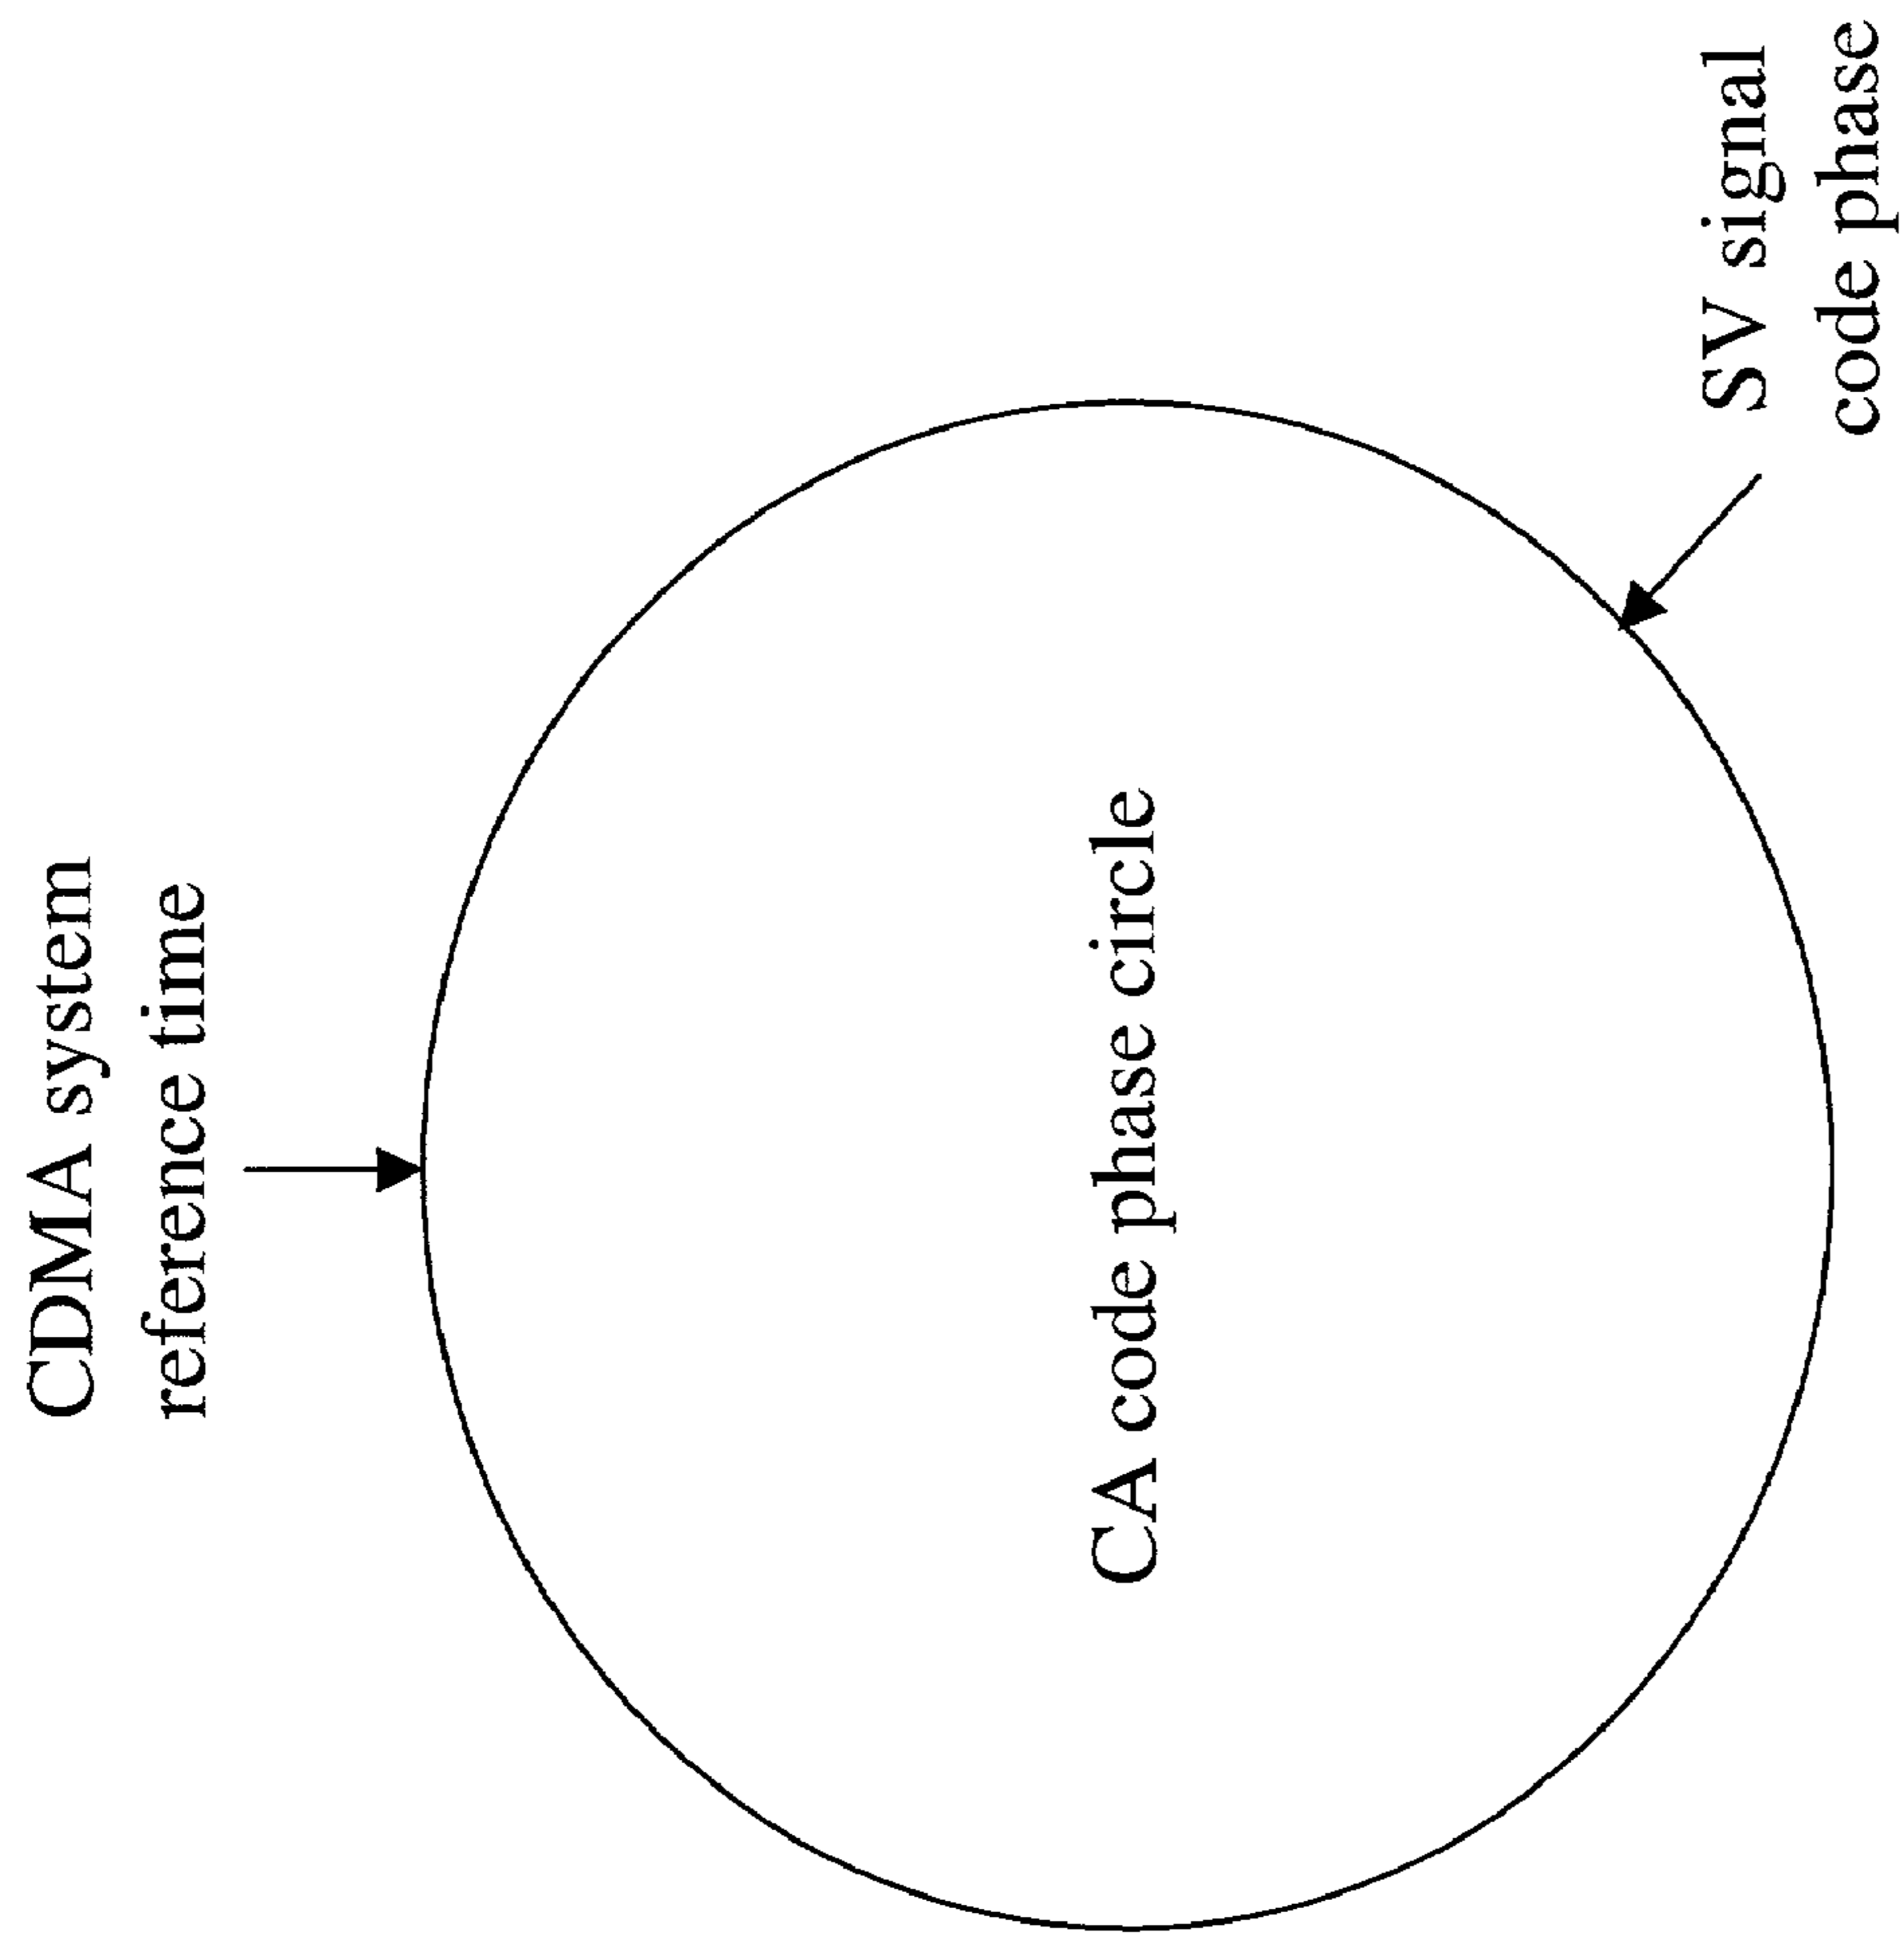 CDMA system
reference time
CA code phase circle
SV signal
code phase